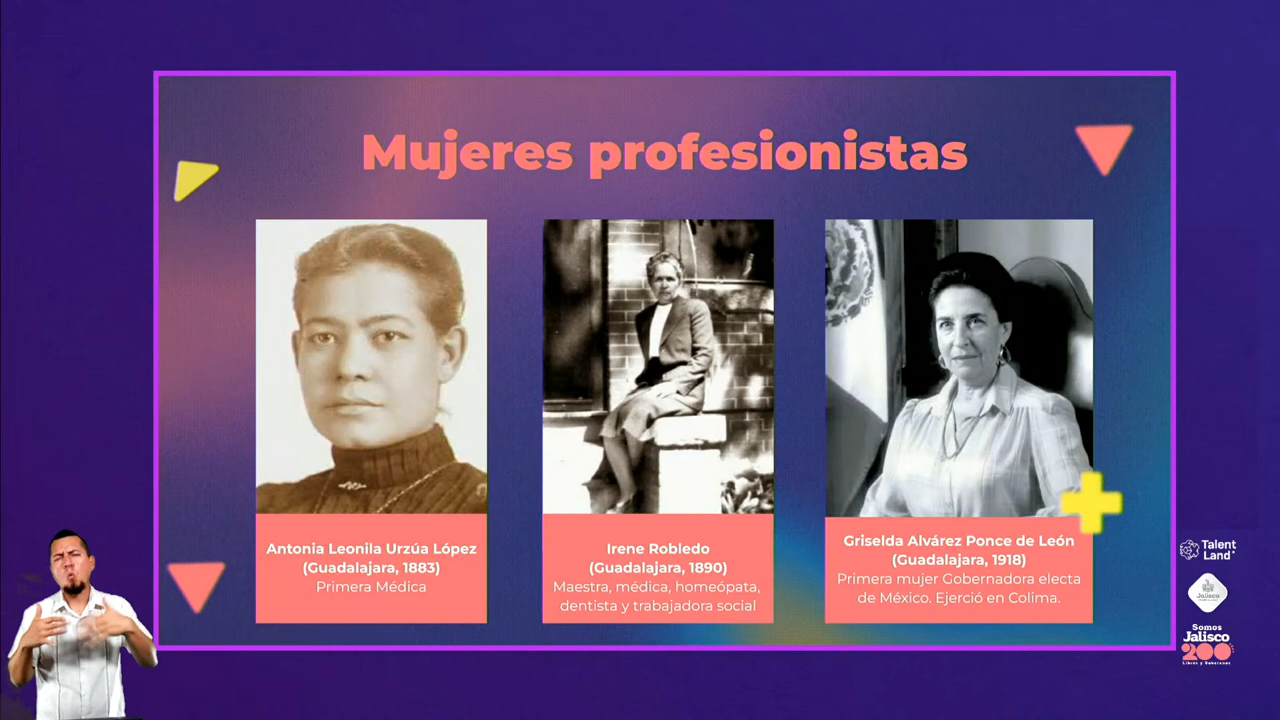 Mujeres profesionistas
Antonia Leonila Urzúa López
(Guadalajara, 1883)
Primera Médica
Irene Robledo
(Guadalajara, 1890)
Maestra, médica, homeópata,
dentista y trabajadora social
Griselda Alvárez Ponce de León
(Guadalajara, 1918)
Primera mujer Gobernadora electa
de México. Ejerció en Colima.
Talent
Land
Jalisco
Somos
Jalisco
200
Libres y Soberanos